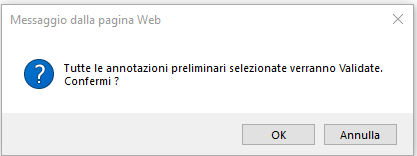 Messaggio dalla pagina Web
Tutte le annotazioni preliminari selezionate verranno Validate.
Confermi ?
OK
Annulla